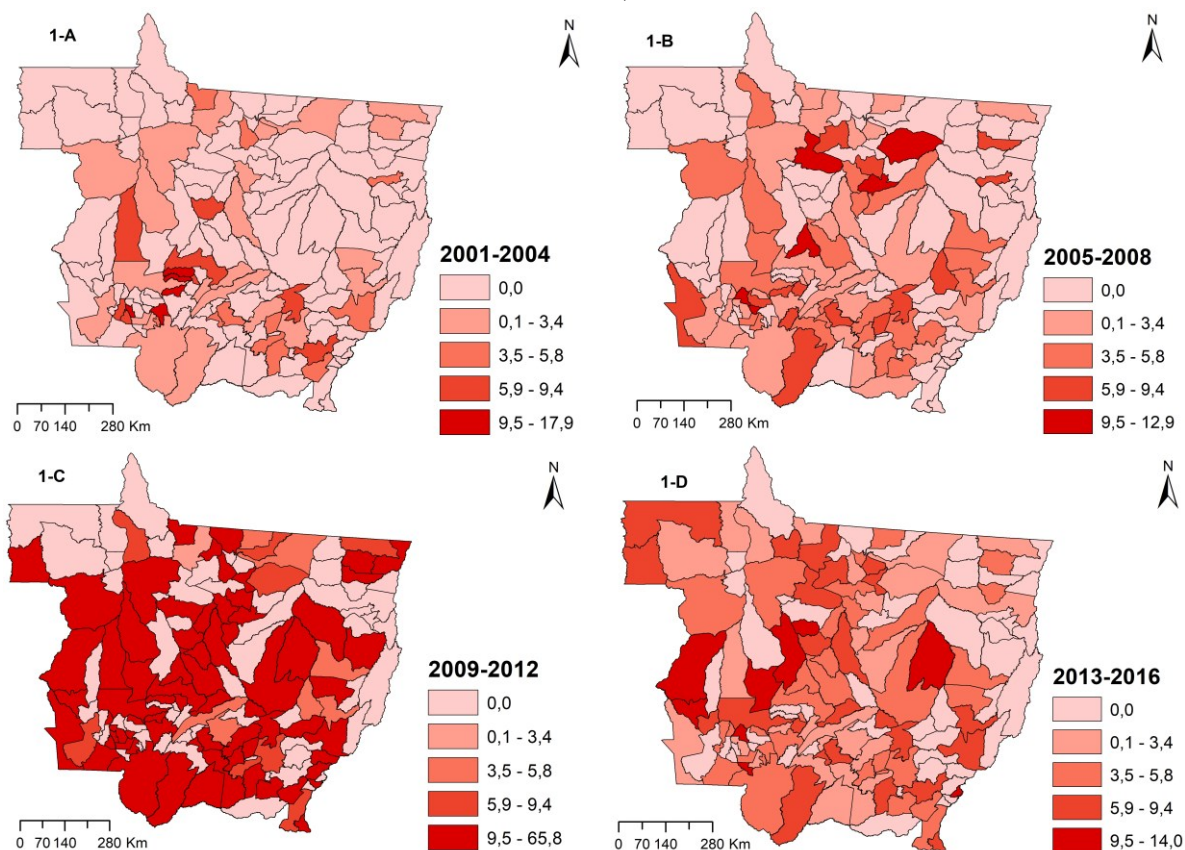 1-A
N
2001-2004
0,0
0,1 - 3,4
3,5 - 5,8
5,9 - 9,4
9,5 - 17,9
0 70 140 280 Km
1-B
N
2005-2008
0,0
0,1 - 3,4
3,5 - 5,8
5,9 - 9,4
9,5 - 12,9
0 70 140 280 Km
1-C
N
2009-2012
0,0
0,1 - 3,4
3,5 - 5,8
5,9 - 9,4
9,5 - 65,8
0 70 140 280 Km
1-D
N
2013-2016
0,0
0,1 - 3,4
3,5 - 5,8
5,9 - 9,4
9,5 - 14,0
0 70 140 280 Km